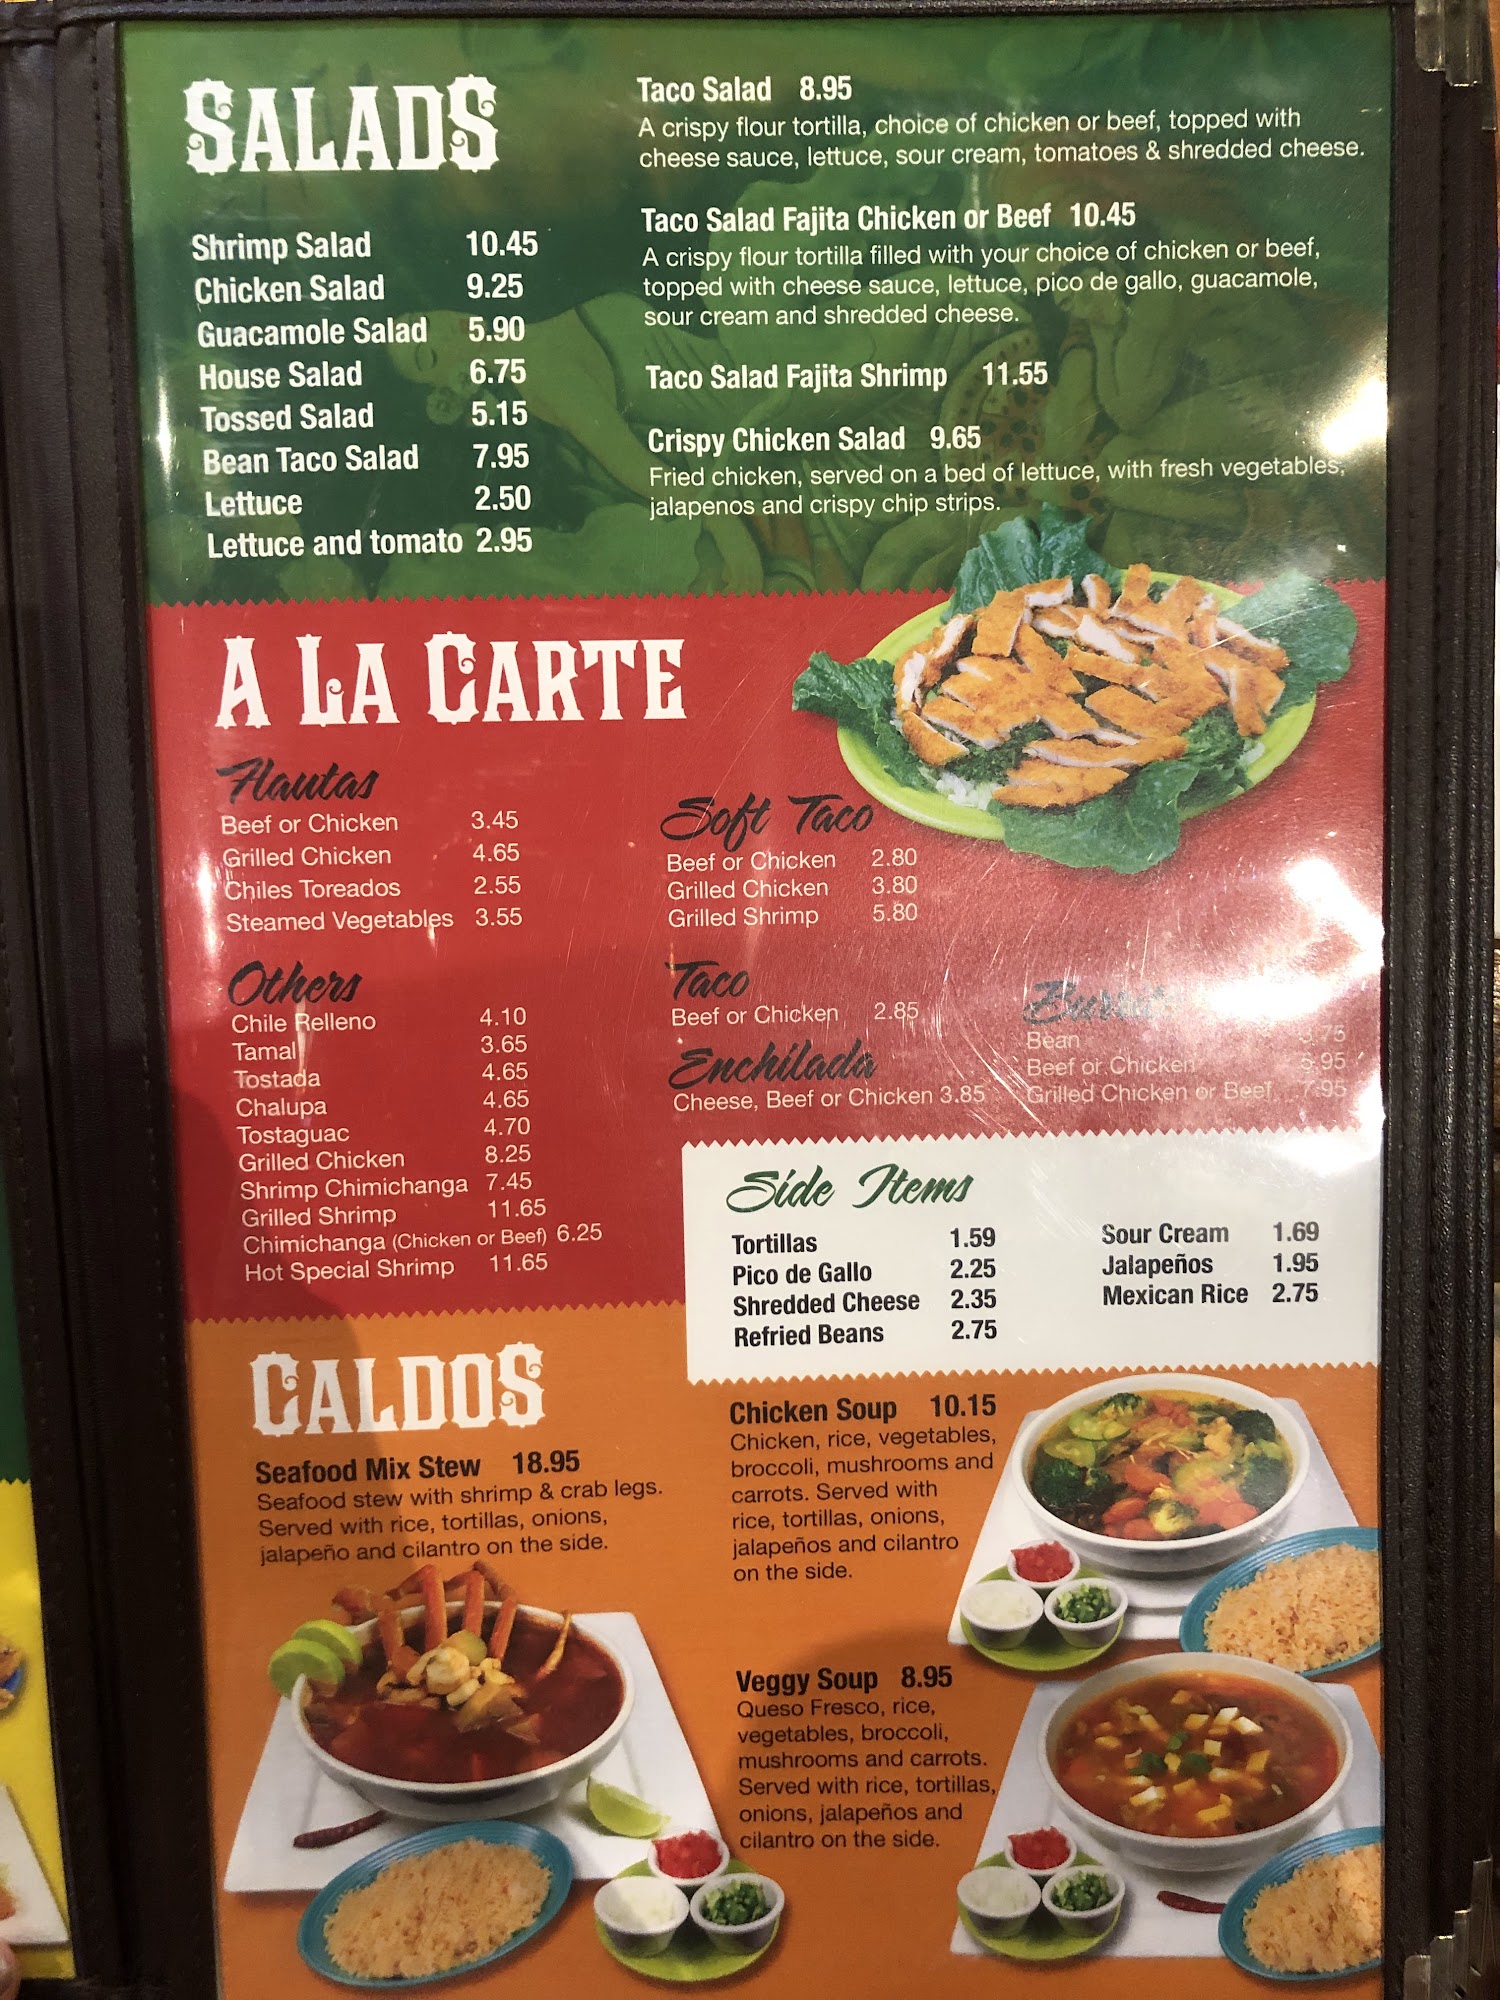 SALADS
Shrimp Salad 10.45
Chicken Salad 9.25
Guacamole Salad 5.90
House Salad 6.75
Tossed Salad 5.15
Bean Taco Salad 7.95
Lettuce 2.50
Lettuce and tomato 2.95
Taco Salad 8.95
A crispy flour tortilla, choice of chicken or beef, topped with
cheese sauce, lettuce, sour cream, tomatoes & shredded cheese.
Taco Salad Fajita Chicken or Beef 10.45
A crispy flour tortilla filled with your choice of chicken or beef,
topped with cheese sauce, lettuce, pico de gallo, guacamole,
sour cream and shredded cheese.
Taco Salad Fajita Shrimp 11.55
Crispy Chicken Salad 9.65
Fried chicken, served on a bed of lettuce, with fresh vegetables,
jalapenos and crispy chip strips.
A LA CARTE
Flautas
Beef or Chicken 3.45
Grilled Chicken 4.65
Chiles Toreados 2.55
Steamed Vegetables 3.55
Others
Chile Relleno 4.10
Tamal 3.65
Tostada 4.65
Chalupa 4.65
Tostaguac 4.70
Grilled Chicken 8.25
Shrimp Chimichanga 7.45
Grilled Shrimp 11.65
Chimichanga (Chicken or Beef) 6.25
Hot Special Shrimp 11.65
Soft Taco
Beef or Chicken 2.80
Grilled Chicken 3.80
Grilled Shrimp 5.80
Taco
Beef or Chicken 2.85
Enchilada
Cheese, Beef or Chicken 3.85
Bean
Beef or Chicken
Grilled Chicken or Beef 7.95
Side Items
Tortillas 1.59
Pico de Gallo 2.25
Shredded Cheese 2.35
Refried Beans 2.75
Sour Cream 1.69
Jalapeños 1.95
Mexican Rice 2.75
CALDOS
Seafood Mix Stew 18.95
Seafood stew with shrimp & crab legs.
Served with rice, tortillas, onions,
jalapeño and cilantro on the side.
Chicken Soup 10.15
Chicken, rice, vegetables,
broccoli, mushrooms and
carrots. Served with
rice, tortillas, onions,
jalapeños and cilantro
on the side.
Veggy Soup 8.95
Queso Fresco, rice,
vegetables, broccoli,
mushrooms and carrots.
Served with rice, tortillas,
onions, jalapeños and
cilantro on the side.